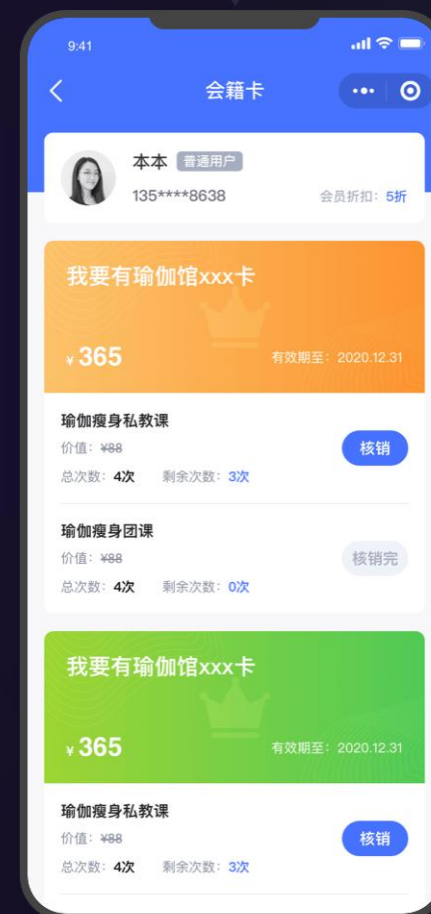 9:41
会籍卡
本本 普通用户
135****8638 会员折扣：5折
我要有瑜伽馆xxx卡
¥ 365 有效期至：2020.12.31
瑜伽瘦身私教课
价值：¥88
核销
总次数：4次 剩余次数：3次
瑜伽瘦身团课
价值：¥88
核销完
总次数：4次 剩余次数：0次
我要有瑜伽馆xxx卡
¥ 365 有效期至：2020.12.31
瑜伽瘦身私教课
价值：¥88
核销
总次数：4次 剩余次数：3次